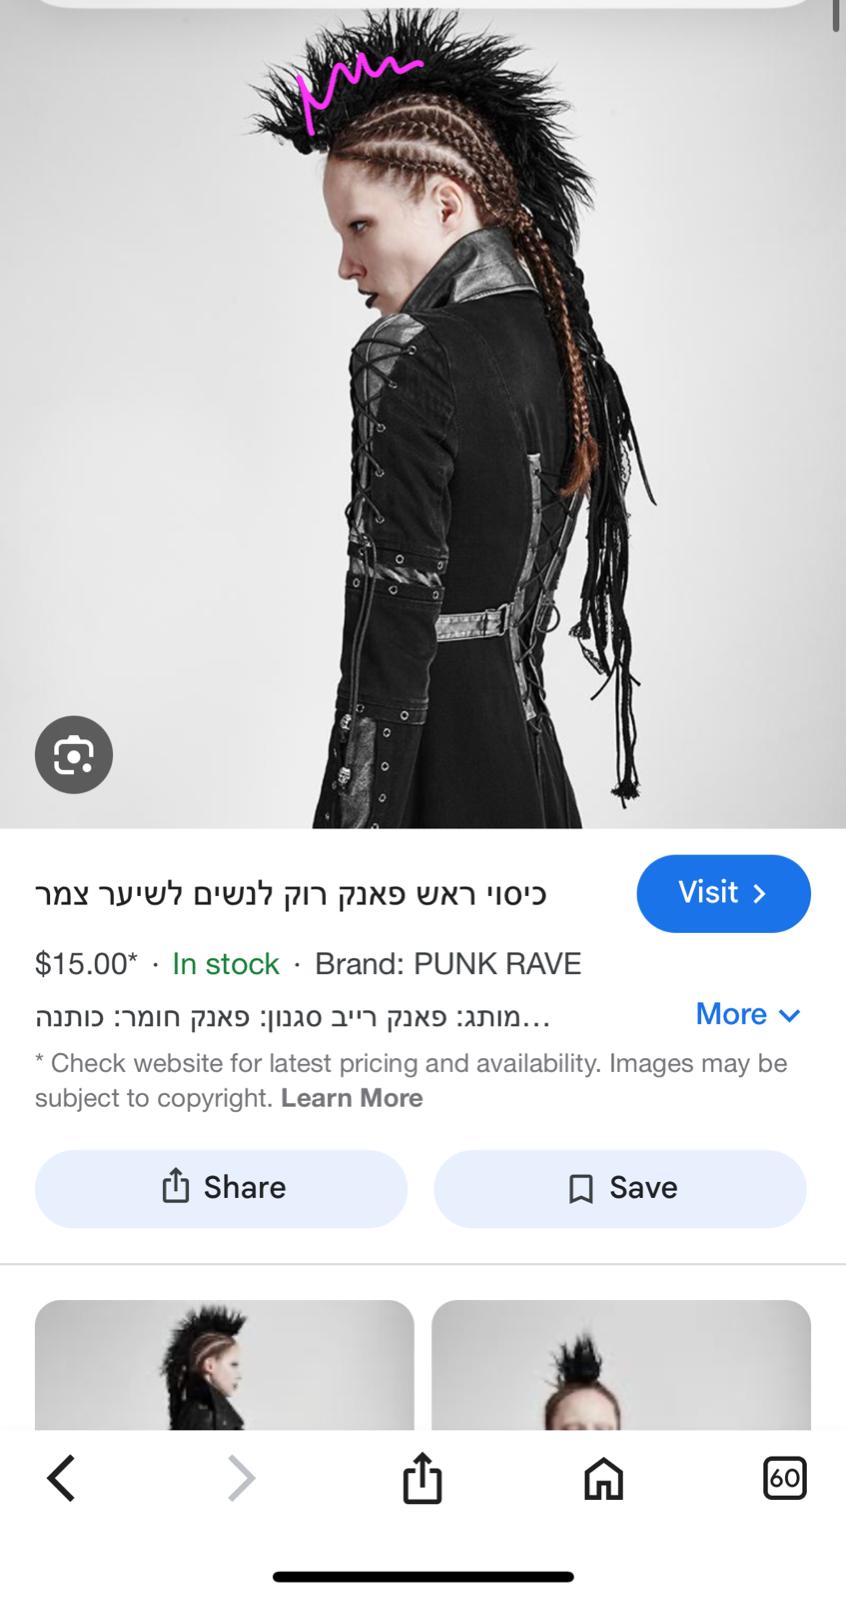 כיסוי ראש פאנק רוק לנשים לשיער צמר
Visit
$15.00* · In stock · Brand: PUNK RAVE
מותג: פאנק רייב סגנון: פאנק חומר: כותנה...
More
* Check website for latest pricing and availability. Images may be
subject to copyright. Learn More
Share
Save
60